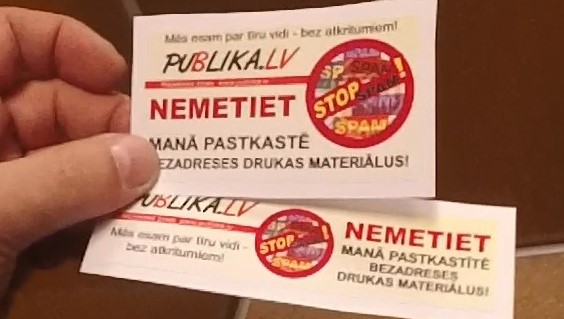 Mēs esam par tīru vidi - bez atkritumiem!
PUBLIKA.LV
NEMETIET
MANĀ PASTKASTĒ
BEZADRESES DRUKAS MATERIĀLUS!
SPAM
STOP SPAM!
SPAM
PUBLIKA.LV
Mēs esam par tīru vidi -
bez atkritumiem!
STOP
SPAM
NEMETIET
MANĀ PASTKASTĪTĒ
BEZADRESES
DRUKAS MATERIĀLUS!